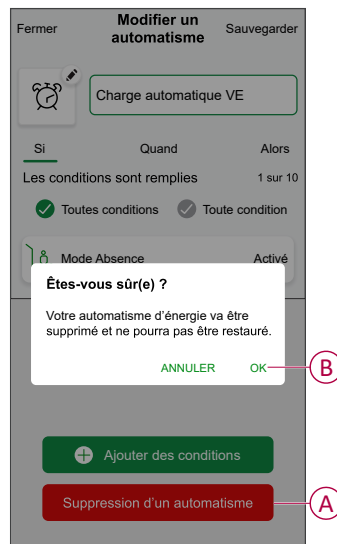 Fermer
Modifier un
automatisme
Sauvegarder
Charge automatique VE
Si
Quand
Alors
Les conditions sont remplies
1 sur 10
Toutes conditions
Toute condition
Mode Absence
Activé
Êtes-vous sûr(e) ?
Votre automatisme d'énergie va être
supprimé et ne pourra pas être restauré.
ANNULER
OK
B
Ajouter des conditions
Suppression d'un automatisme
A